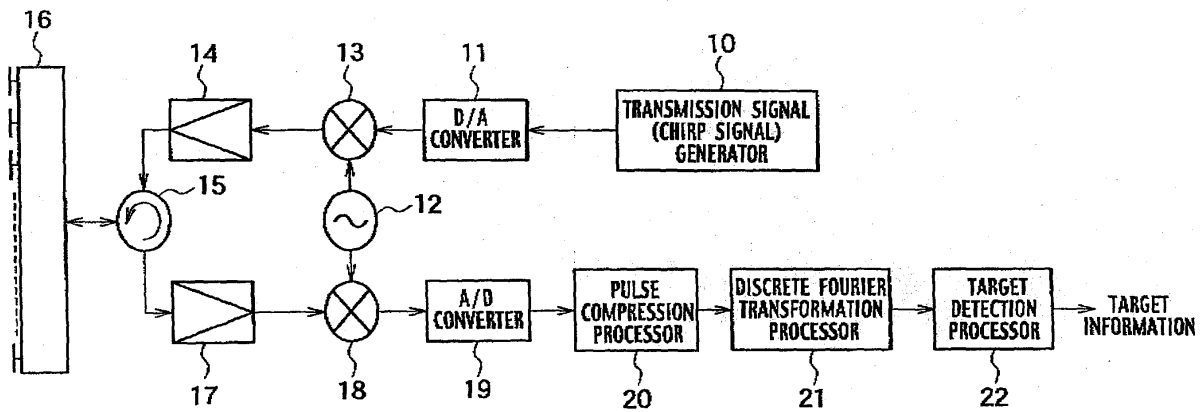 16
14
13
11
10
D/A
CONVERTER
TRANSMISSION SIGNAL
(CHIRP SIGNAL)
GENERATOR
15
12
A/D
CONVERTER
PULSE
COMPRESSION
PROCESSOR
DISCRETE FOURIER
TRANSFORMATION
PROCESSOR
TARGET
DETECTION
PROCESSOR
TARGET
INFORMATION
17
18
19
20
21
22